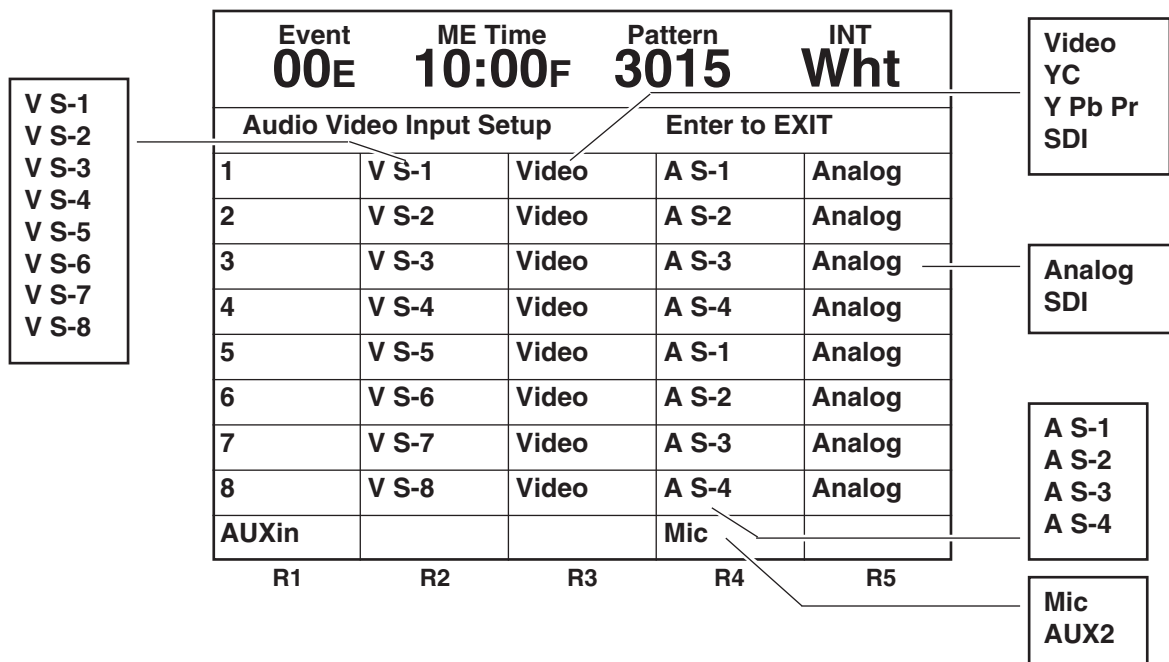 Event ME Time Pattern INT
00E 10:00F 3015 Wht
Audio Video Input Setup Enter to EXIT
1 V S-1 Video A S-1 Analog
2 V S-2 Video A S-2 Analog
3 V S-3 Video A S-3 Analog
4 V S-4 Video A S-4 Analog
5 V S-5 Video A S-1 Analog
6 V S-6 Video A S-2 Analog
7 V S-7 Video A S-3 Analog
8 V S-8 Video A S-4 Analog
AUXin Mic
R1 R2 R3 R4 R5
V S-1
V S-2
V S-3
V S-4
V S-5
V S-6
V S-7
V S-8
Video
YC
Y Pb Pr
SDI
Analog
SDI
A S-1
A S-2
A S-3
A S-4
Mic
AUX2